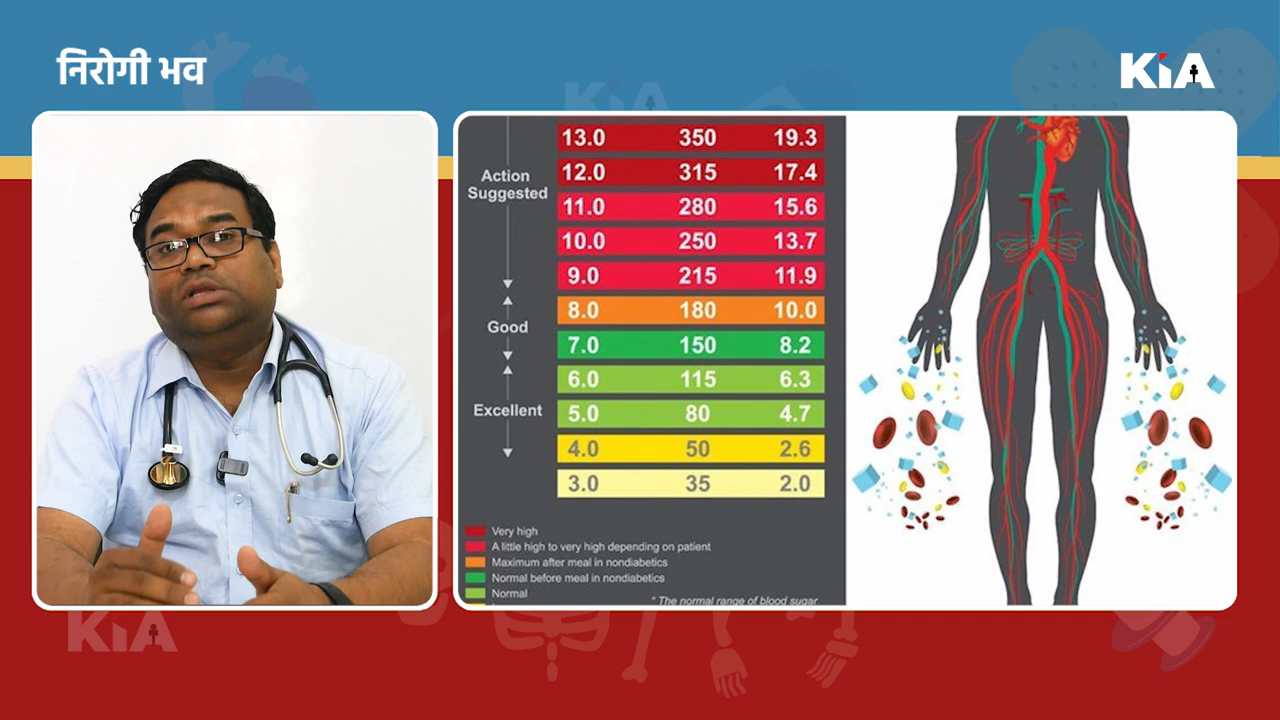 निरोगी भव
KiA
KiA
13.0 350 19.3
12.0 315 17.4
Action
Suggested
11.0 280 15.6
10.0 250 13.7
9.0 215 11.9
8.0 180 10.0
Good
7.0 150 8.2
6.0 115 6.3
Excellent
5.0 80 4.7
4.0 50 2.6
3.0 35 2.0
Very high
A little high to very high depending on patient
Maximum after meal in nondiabetics
Normal before meal in nondiabetics
Normal
* The normal range of blood sugar
KiA